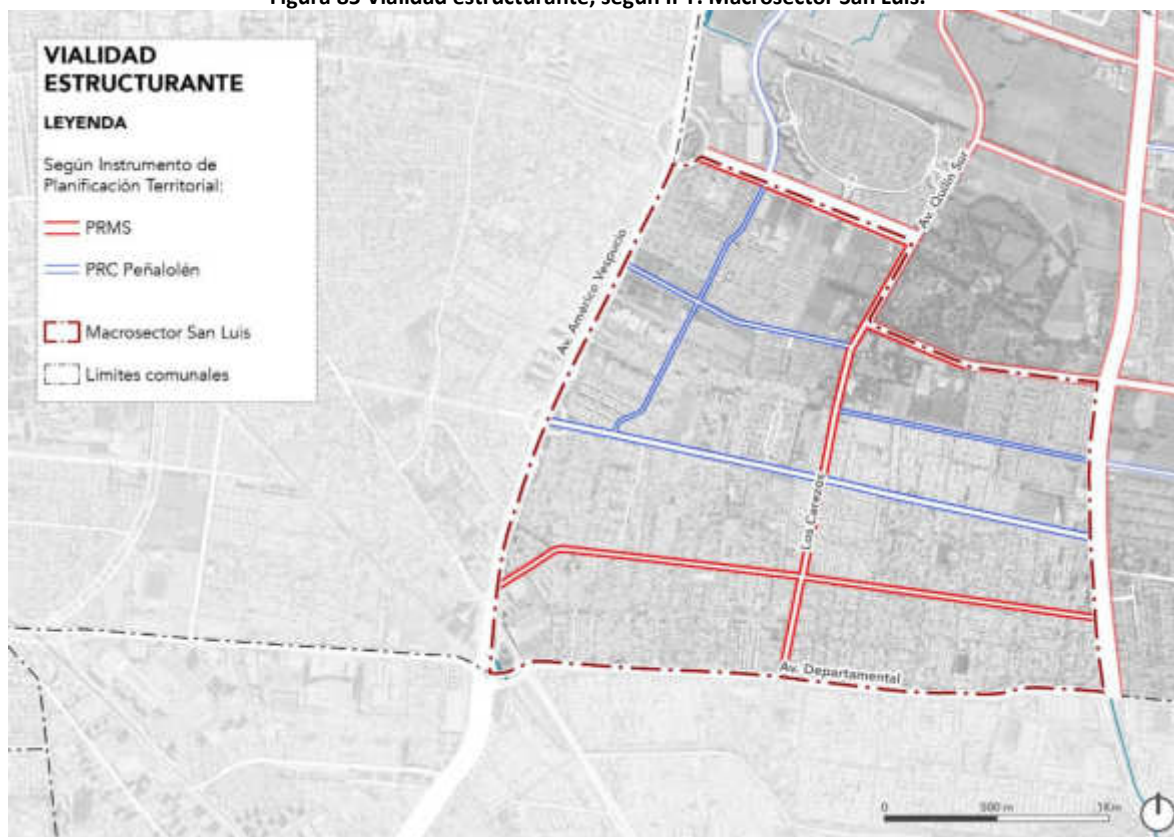 Figura 85 Vialidad estructurante, según IPT. Macrosector San Luis.
VIALIDAD
ESTRUCTURANTE
LEYENDA
Según Instrumento de
Planificación Territorial:
PRMS
PRC Peñalolén
Macrosector San Luis
Limites comunales
Av. Américo Vespucio
Av. Quilín Sur
Los Cerezos
Av. Departamental
0
500 m
1Km